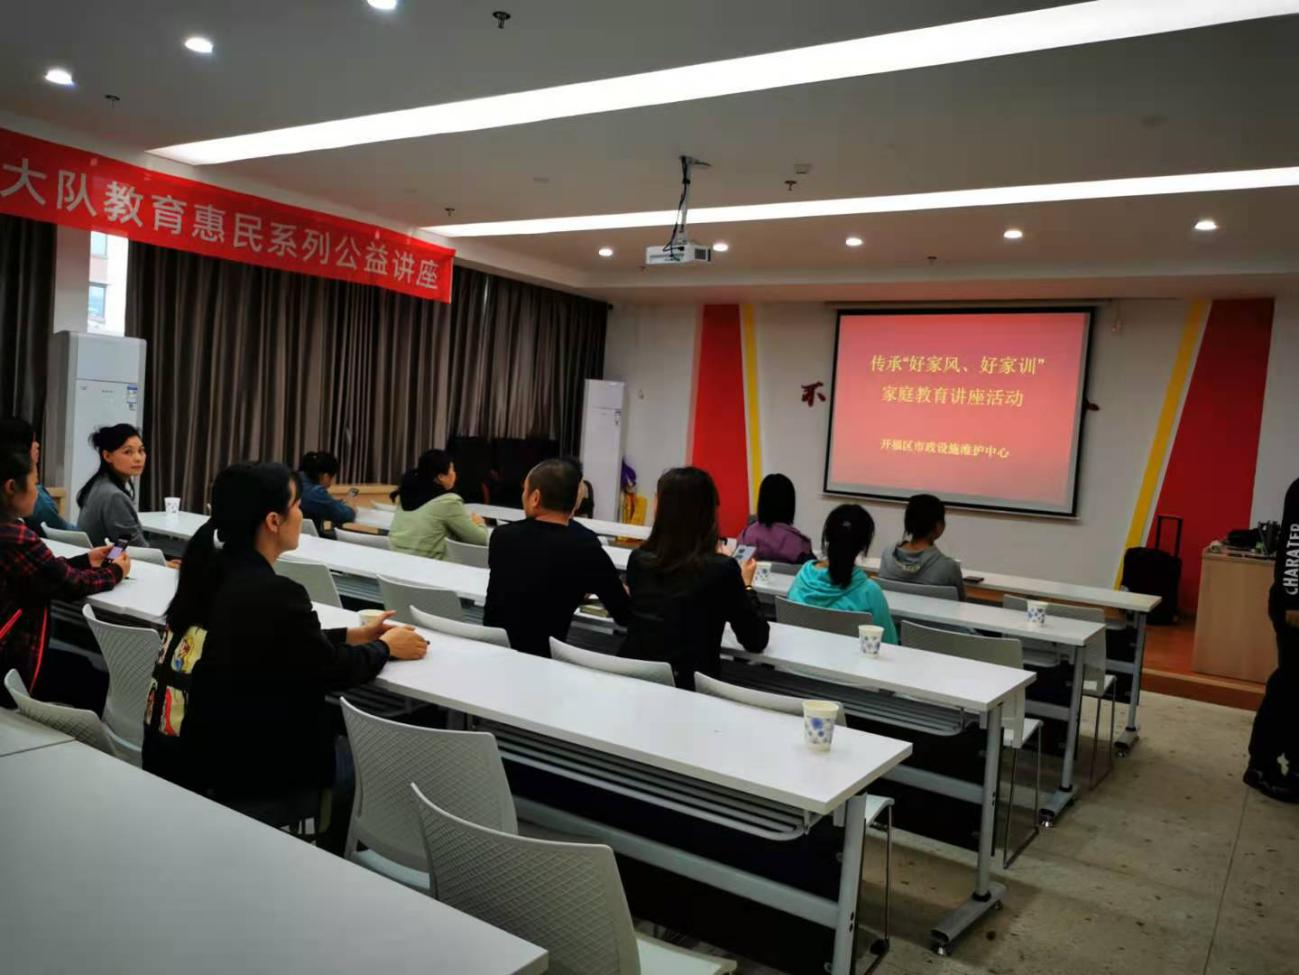 大队教育惠民系列公益讲座
传承“好家风、好家训”
家庭教育讲座活动
开福区市政设施维护中心
不
CHARATER